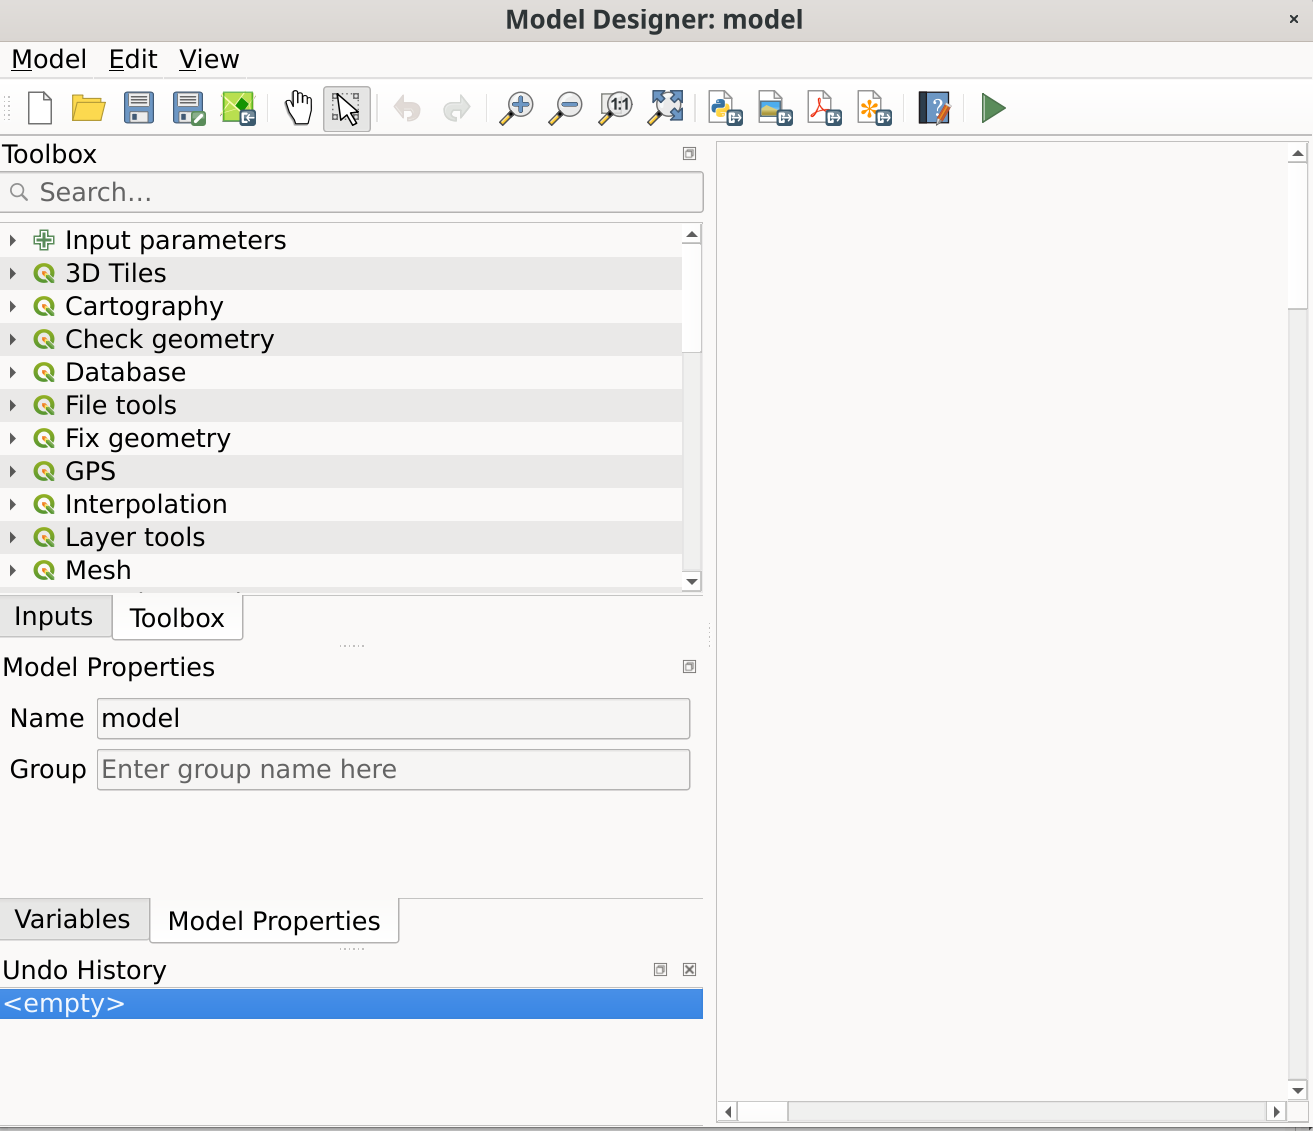 Model Designer: model
Model Edit View
1:1
Toolbox
Search...
Input parameters
3D Tiles
Cartography
Check geometry
Database
File tools
Fix geometry
GPS
Interpolation
Layer tools
Mesh
Inputs Toolbox
Model Properties
Name model
Group Enter group name here
Variables Model Properties
Undo History
<empty>